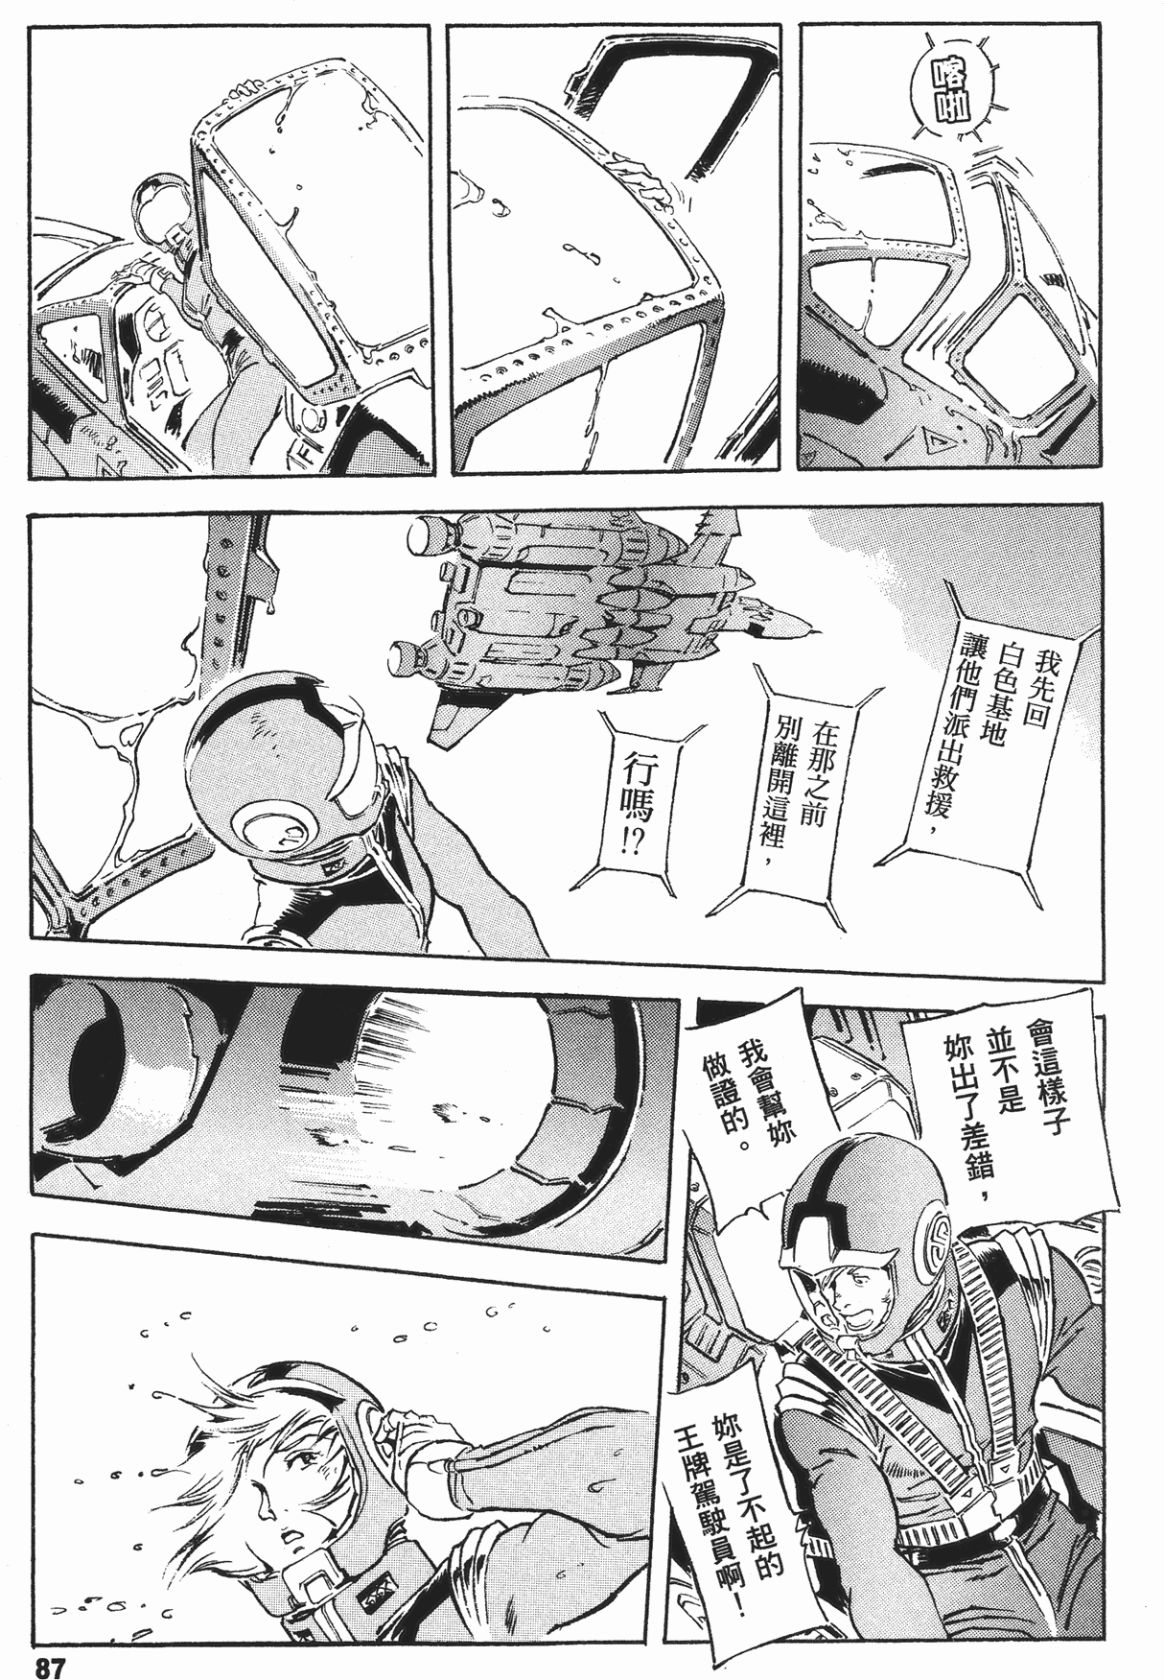 喀啦
我先回
白色基地
讓他們派出救援，
在那之前
別離開這裡，
行嗎!?
會這樣子
並不是
妳出了差錯，
我會幫妳
做證的。
妳是了不起的
王牌駕駛員啊！
87